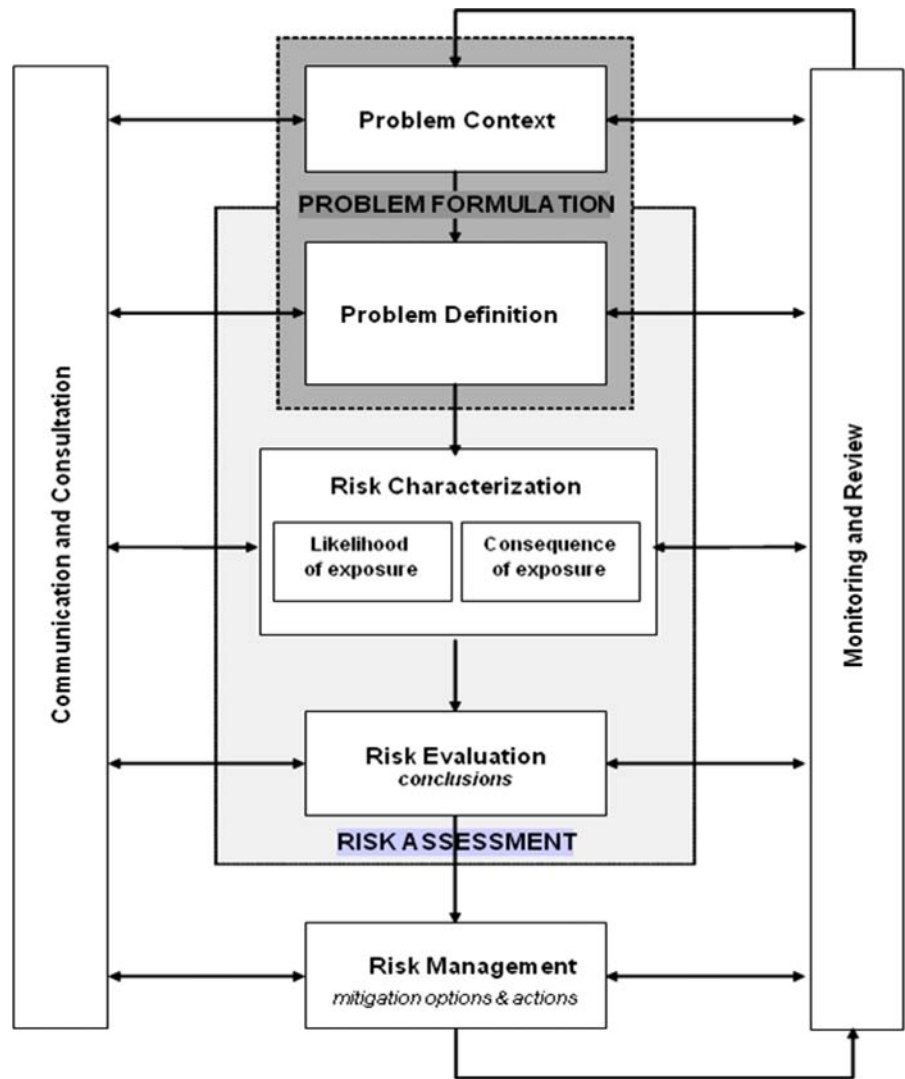 Problem Context
PROBLEM FORMULATION
Problem Definition
Risk Characterization
Likelihood
of exposure
Consequence
of exposure
Risk Evaluation
conclusions
RISK ASSESSMENT
Risk Management
mitigation options & actions
Communication and Consultation
Monitoring and Review